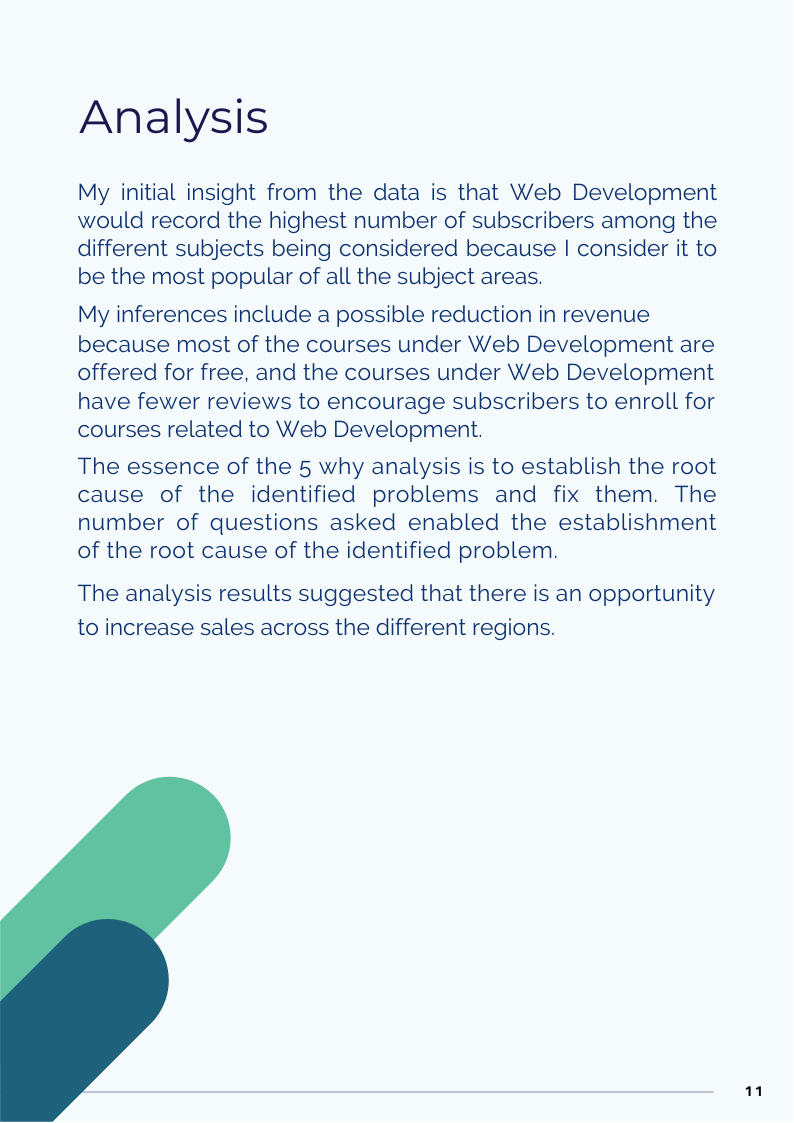 Analysis
My initial insight from the data is that Web Development
would record the highest number of subscribers among the
different subjects being considered because I consider it to
be the most popular of all the subject areas.
My inferences include a possible reduction in revenue
because most of the courses under Web Development are
offered for free, and the courses under Web Development
have fewer reviews to encourage subscribers to enroll for
courses related to Web Development.
The essence of the 5 why analysis is to establish the root
cause of the identified problems and fix them. The
number of questions asked enabled the establishment
of the root cause of the identified problem.
The analysis results suggested that there is an opportunity
to increase sales across the different regions.
11